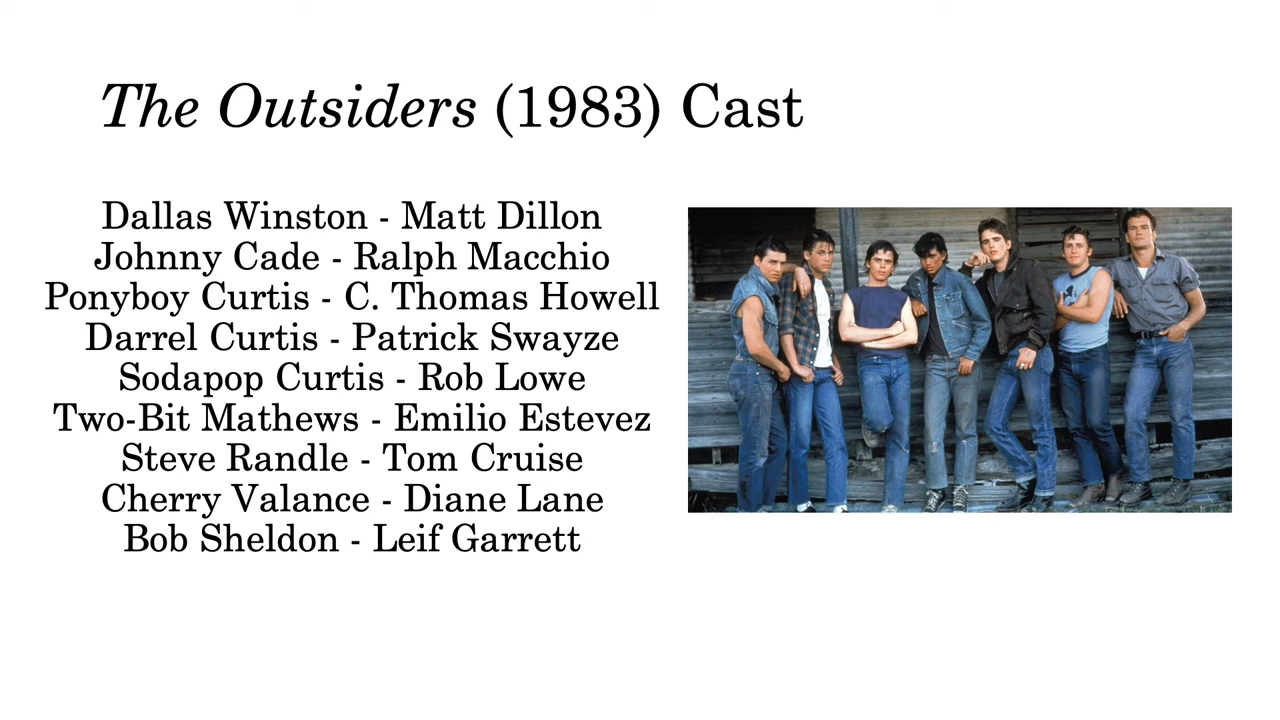 The Outsiders (1983) Cast
Dallas Winston - Matt Dillon
Johnny Cade - Ralph Macchio
Ponyboy Curtis - C. Thomas Howell
Darrel Curtis - Patrick Swayze
Sodapop Curtis - Rob Lowe
Two-Bit Mathews - Emilio Estevez
Steve Randle - Tom Cruise
Cherry Valance - Diane Lane
Bob Sheldon - Leif Garrett